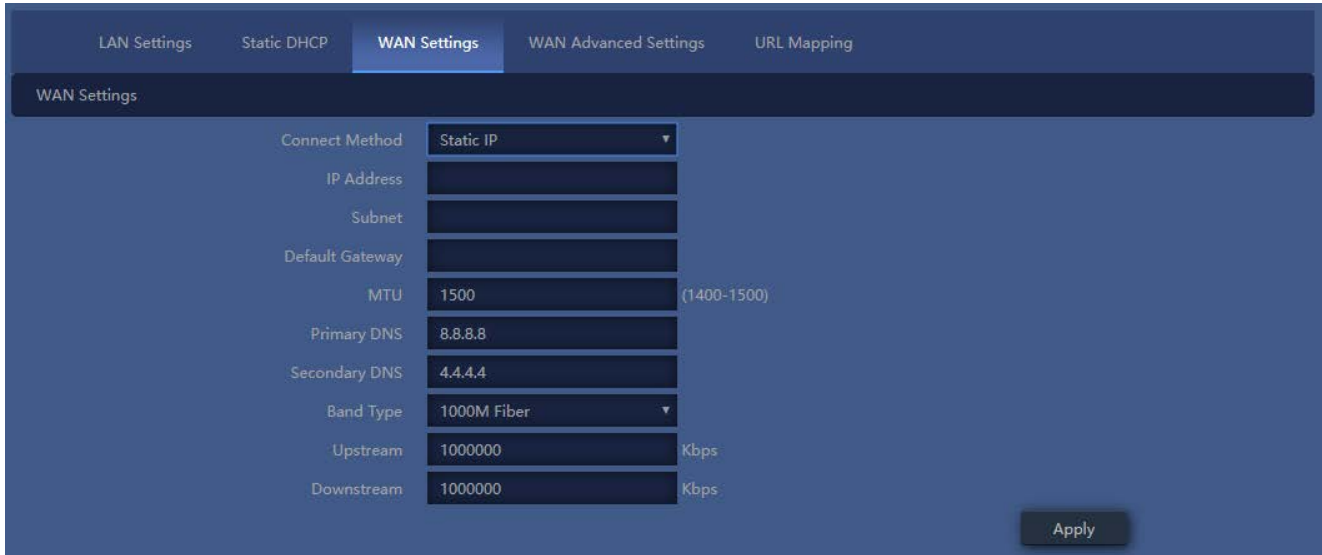 LAN Settings Static DHCP WAN Settings WAN Advanced Settings URL Mapping
WAN Settings
Connect Method Static IP
IP Address
Subnet
Default Gateway
MTU 1500 (1400-1500)
Primary DNS 8.8.8.8
Secondary DNS 4.4.4.4
Band Type 1000M Fiber
Upstream 1000000 Kbps
Downstream 1000000 Kbps
Apply